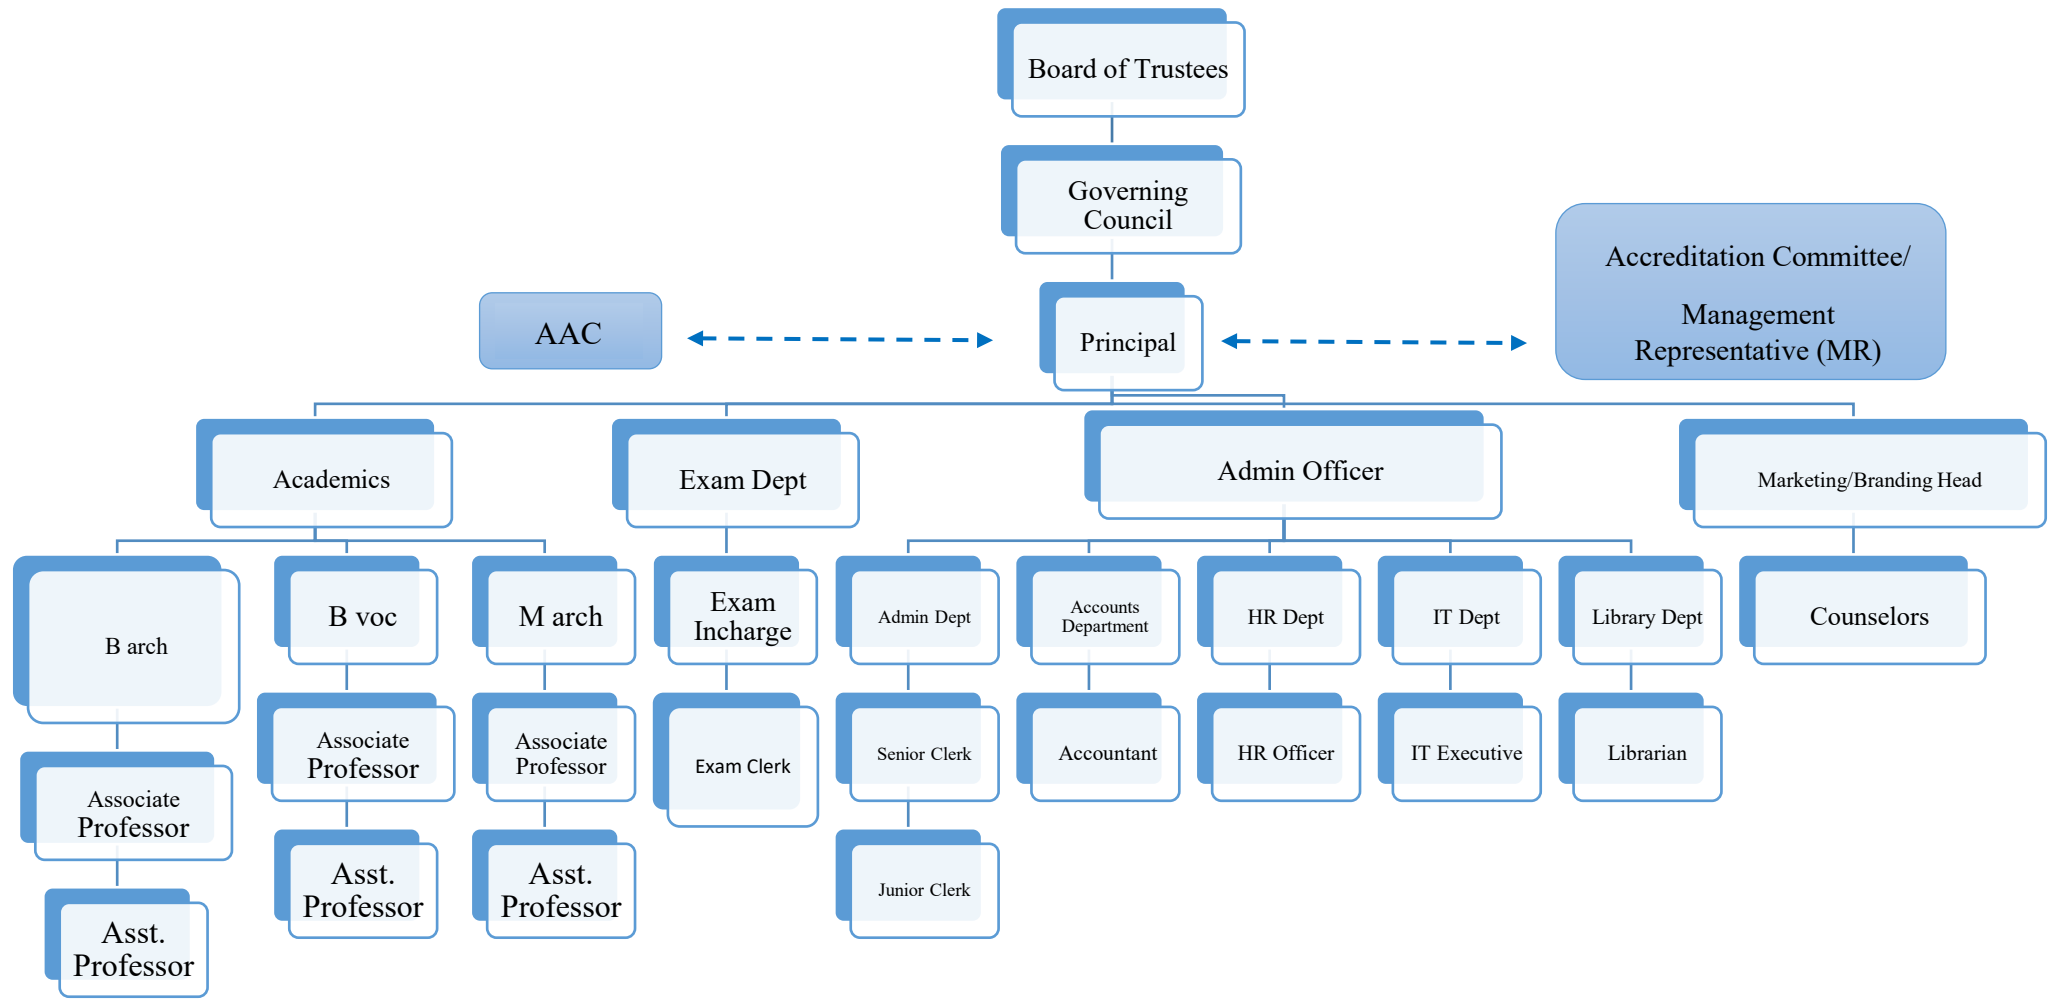 Board of Trustees
Governing
Council
Accreditation Committee/
Management
Representative (MR)
AAC
Principal
Academics
Exam Dept
Admin Officer
Marketing/Branding Head
B arch
B voc
M arch
Exam
Incharge
Admin Dept
Accounts
Department
HR Dept
IT Dept
Library Dept
Counselors
Associate
Professor
Associate
Professor
Associate
Professor
Exam Clerk
Senior Clerk
Accountant
HR Officer
IT Executive
Librarian
Asst.
Professor
Asst.
Professor
Asst.
Professor
Junior Clerk